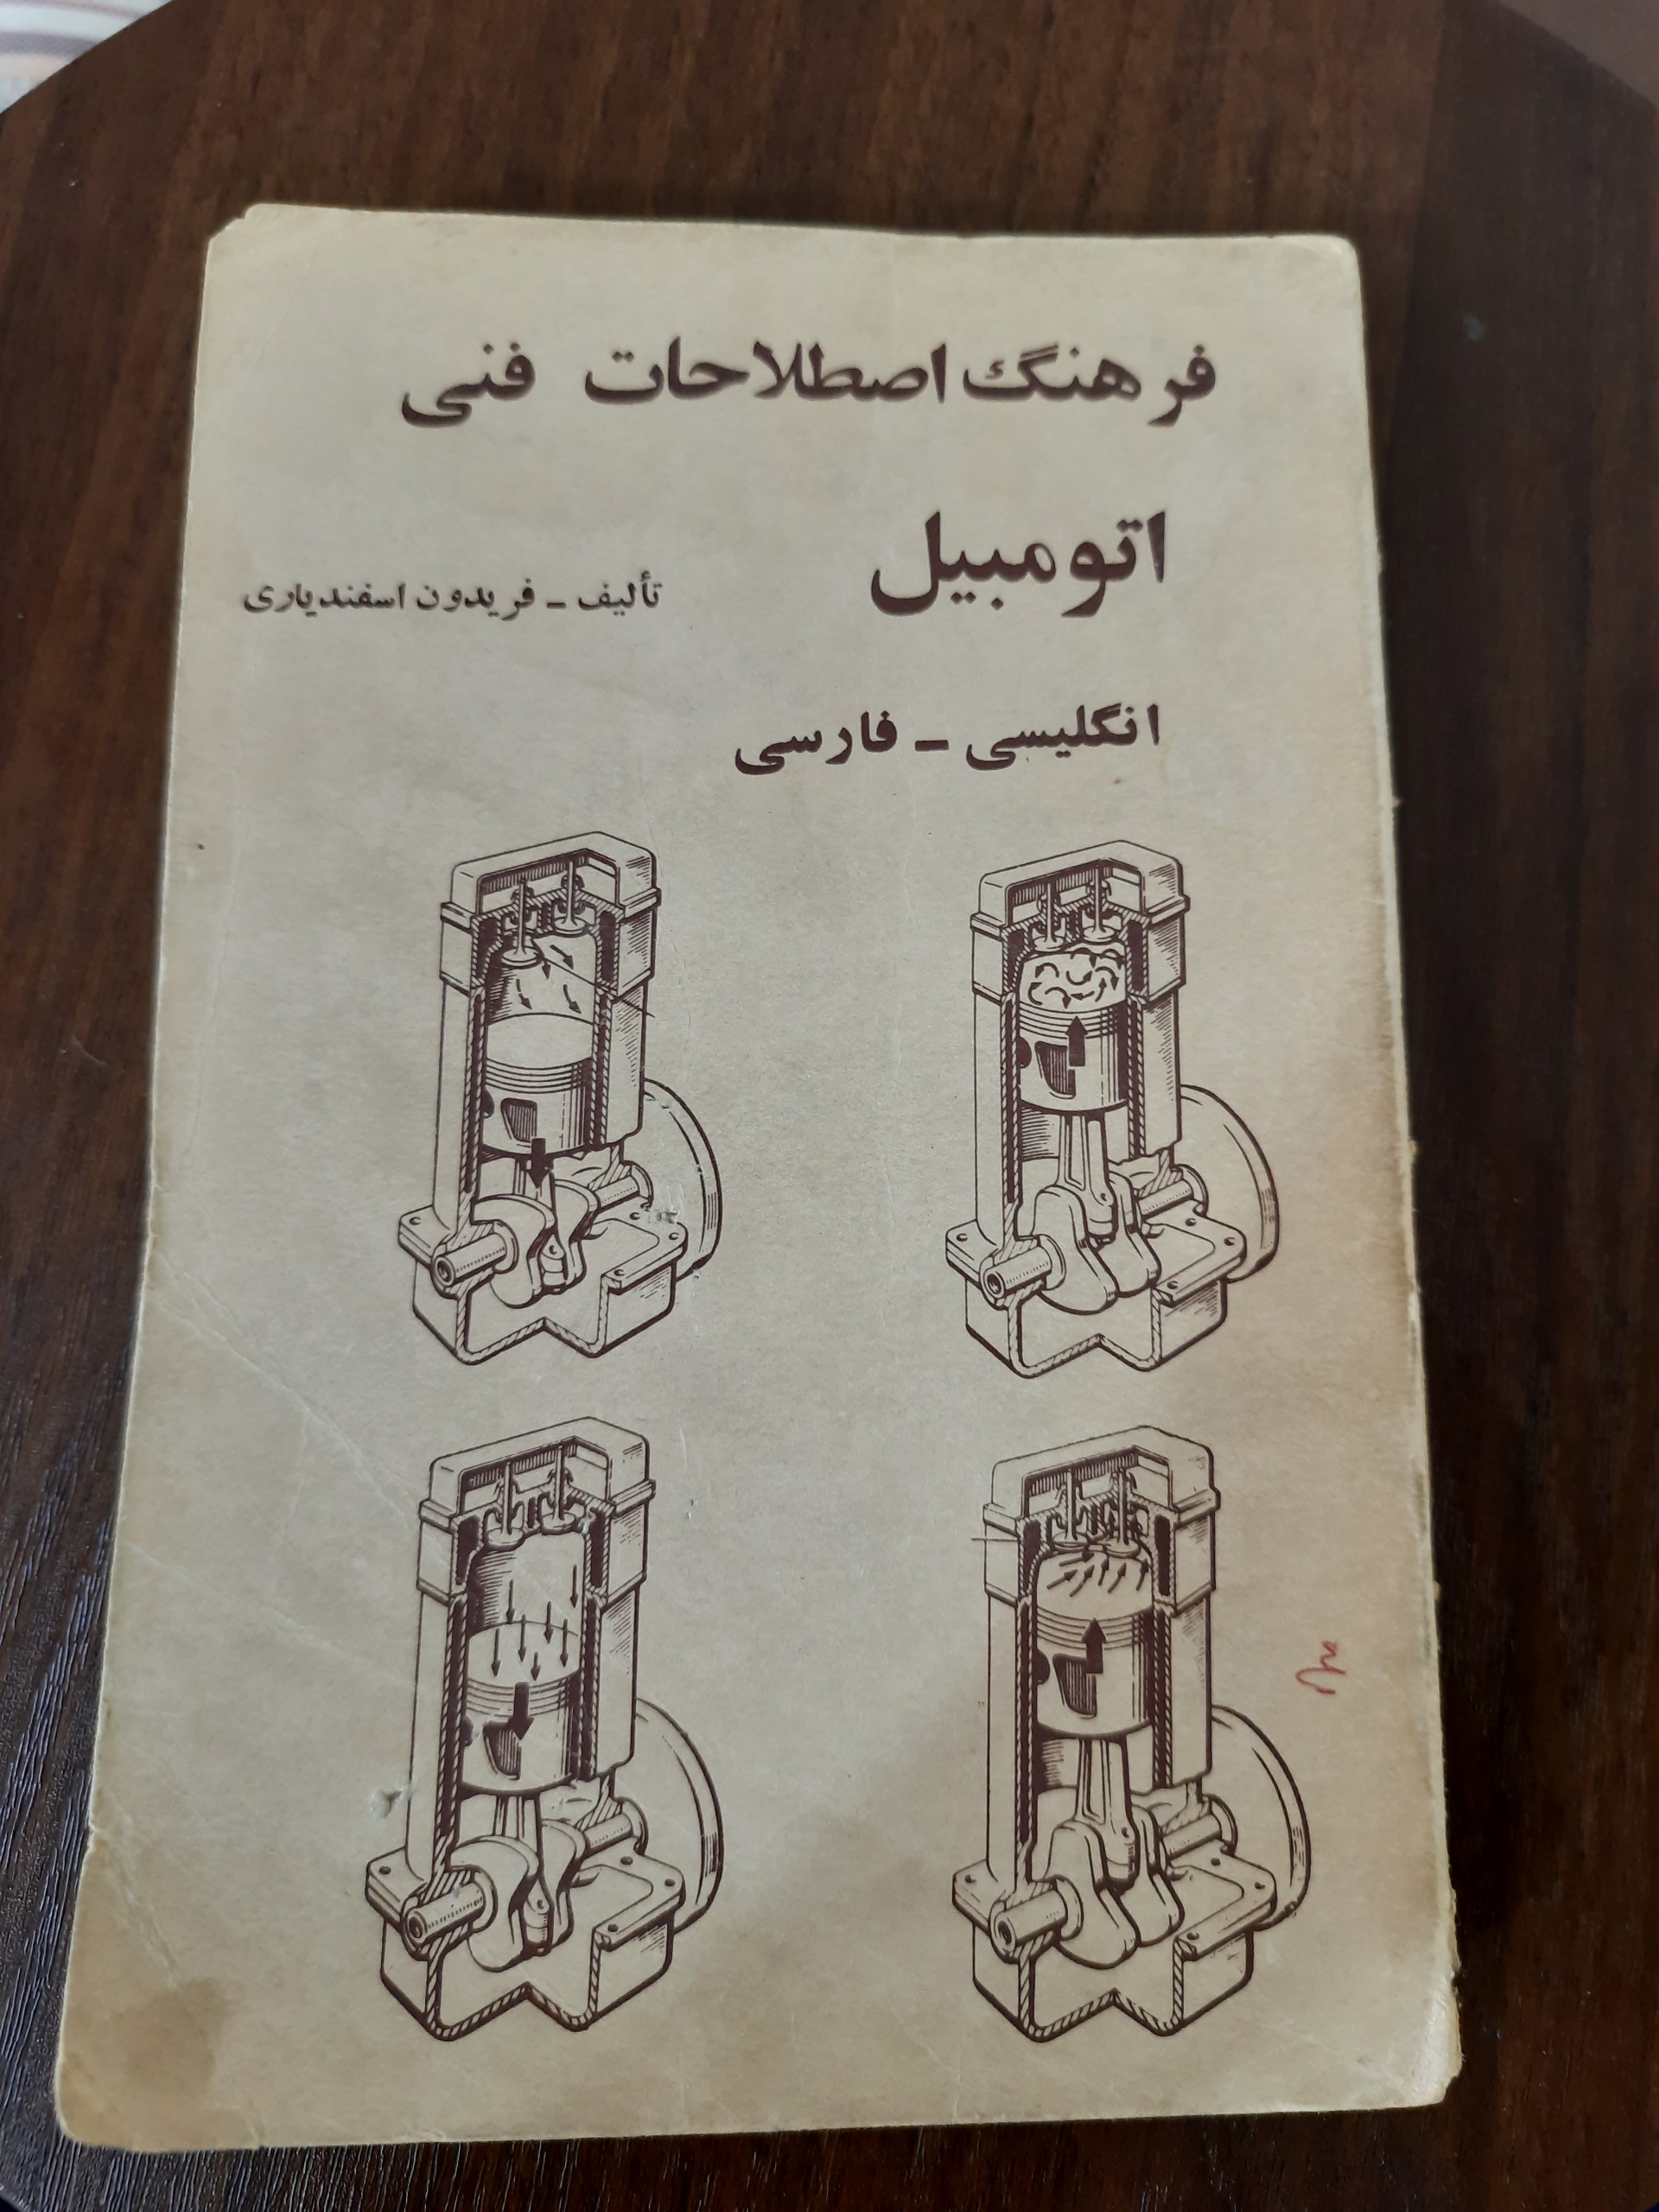 فرهنگ اصطلاحات فنی
اتومبیل
تألیف - فریدون اسفندیاری
انگلیسی - فارسی